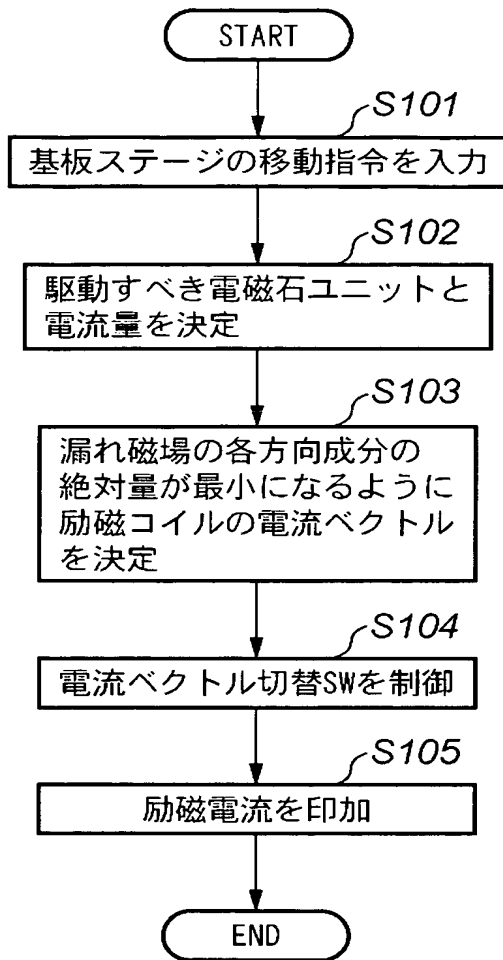 START
S101
基板ステージの移動指令を入力
S102
駆動すべき電磁石ユニットと
電流量を決定
S103
漏れ磁場の各方向成分の
絶対量が最小になるように
励磁コイルの電流ベクトル
を決定
S104
電流ベクトル切替SWを制御
S105
励磁電流を印加
END